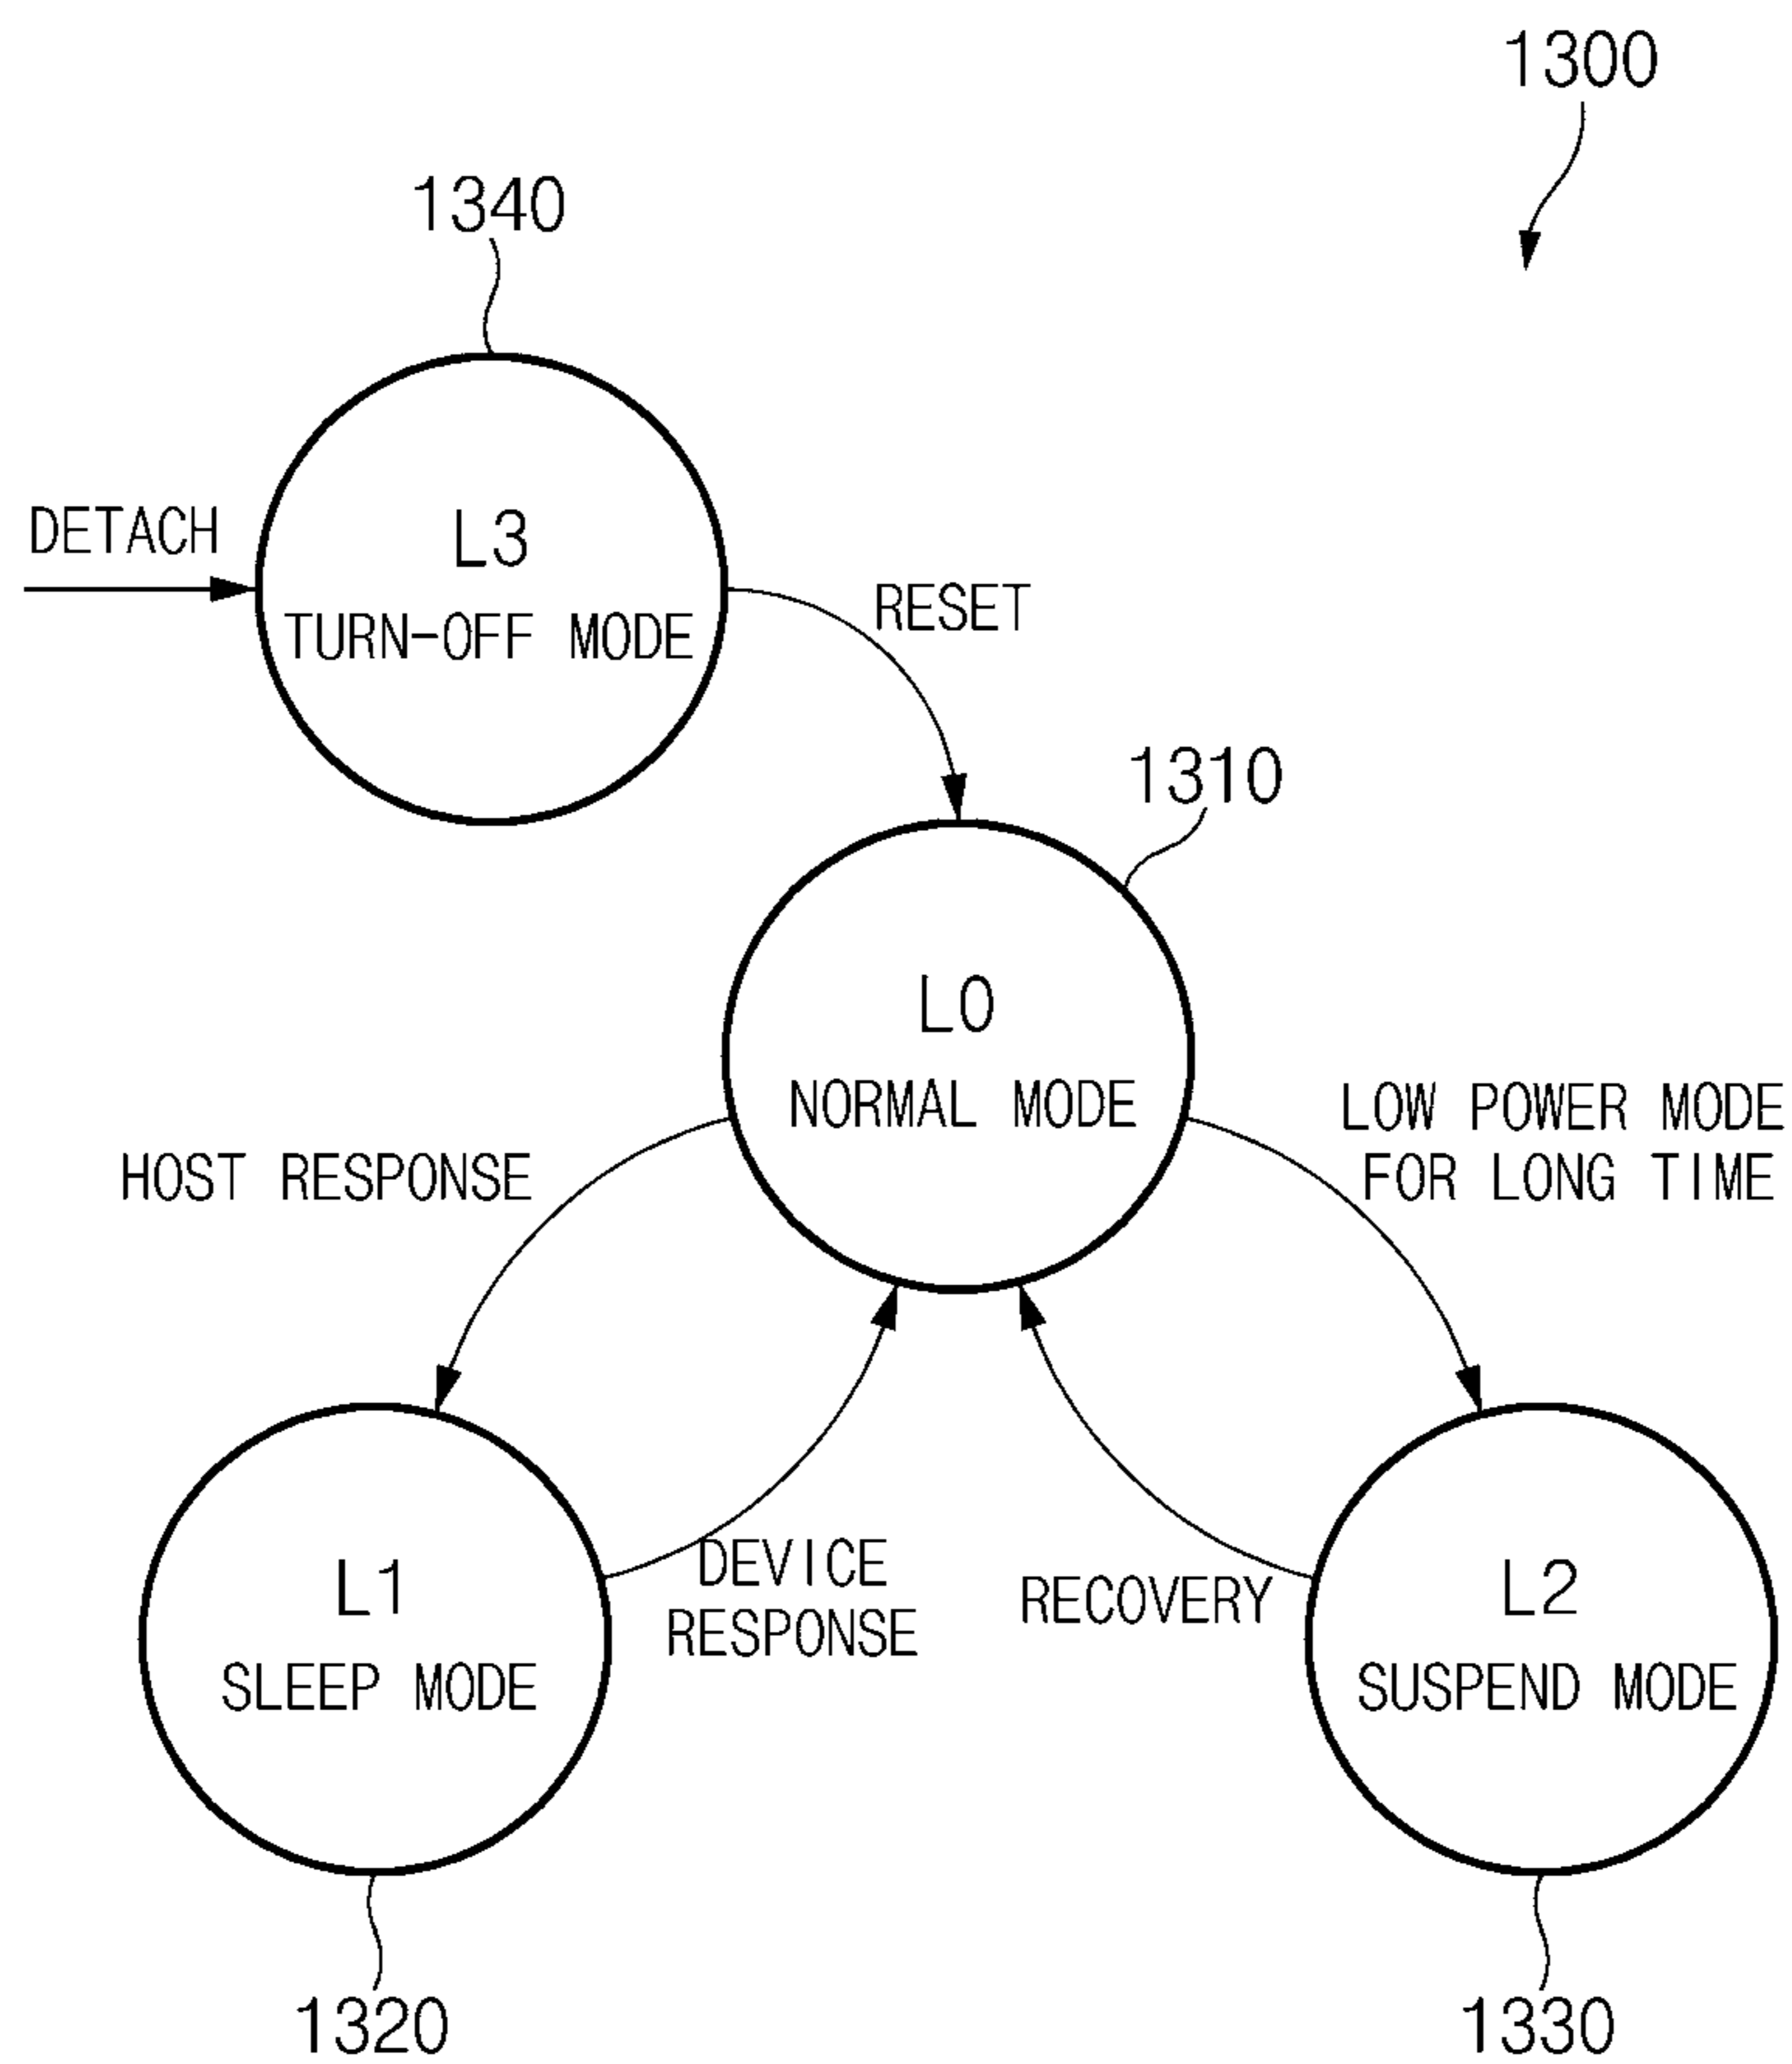 1300
1340
DETACH
L3
TURN-OFF MODE
RESET
1310
L0
NORMAL MODE
HOST RESPONSE
LOW POWER MODE
FOR LONG TIME
DEVICE
RESPONSE
RECOVERY
L1
SLEEP MODE
L2
SUSPEND MODE
1320
1330